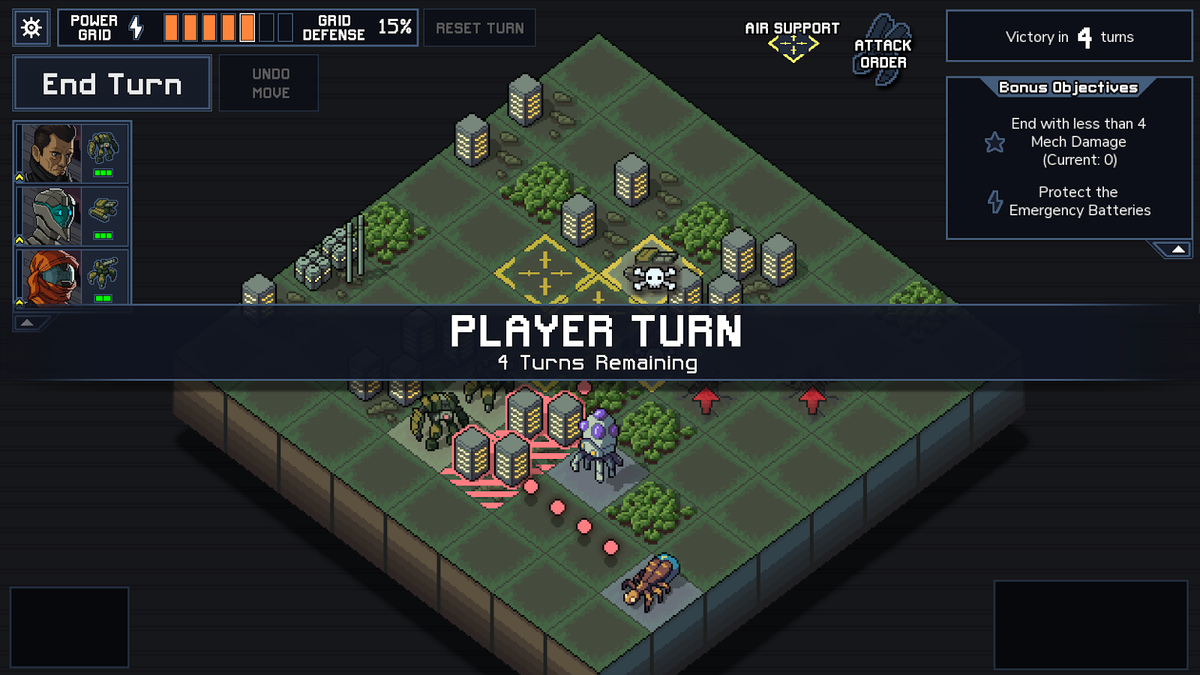 POWER
GRID
GRID
DEFENSE
15%
RESET TURN
End Turn
UNDO
MOVE
AIR SUPPORT
ATTACK
ORDER
Victory in 4 turns
Bonus Objectives
End with less than 4
Mech Damage
(Current: 0)
Protect the
Emergency Batteries
PLAYER TURN
4 Turns Remaining